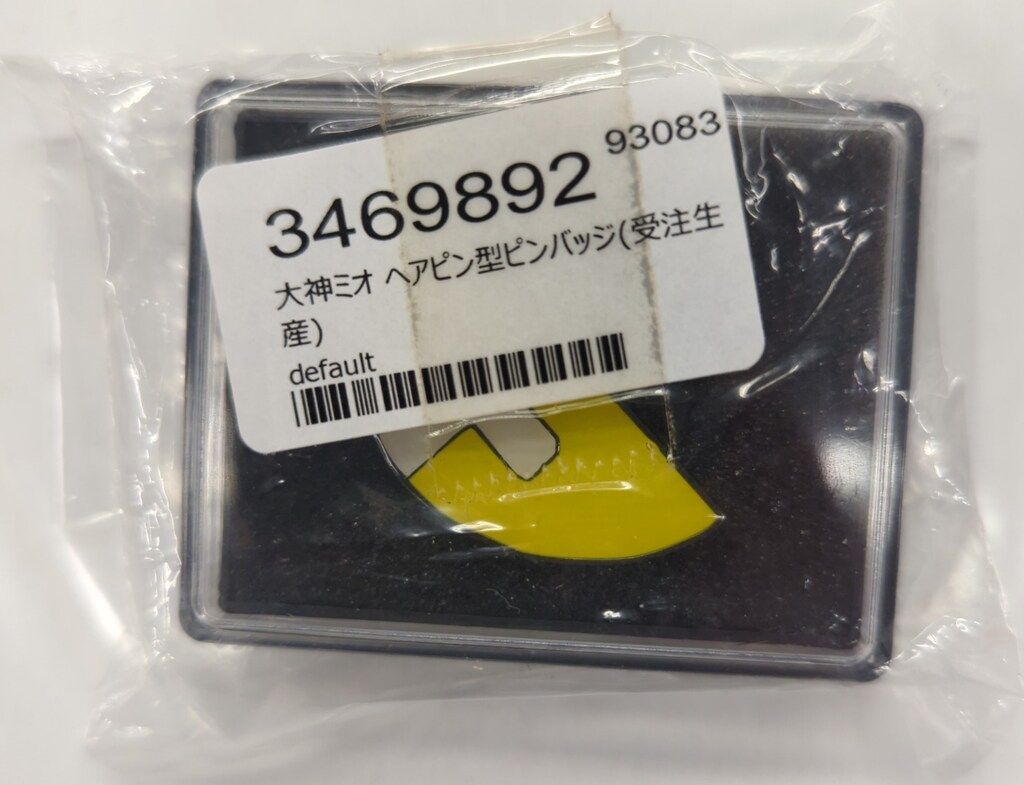 93083
3469892
大神ミオ ヘアピン型ピンバッジ(受注生
産)
default